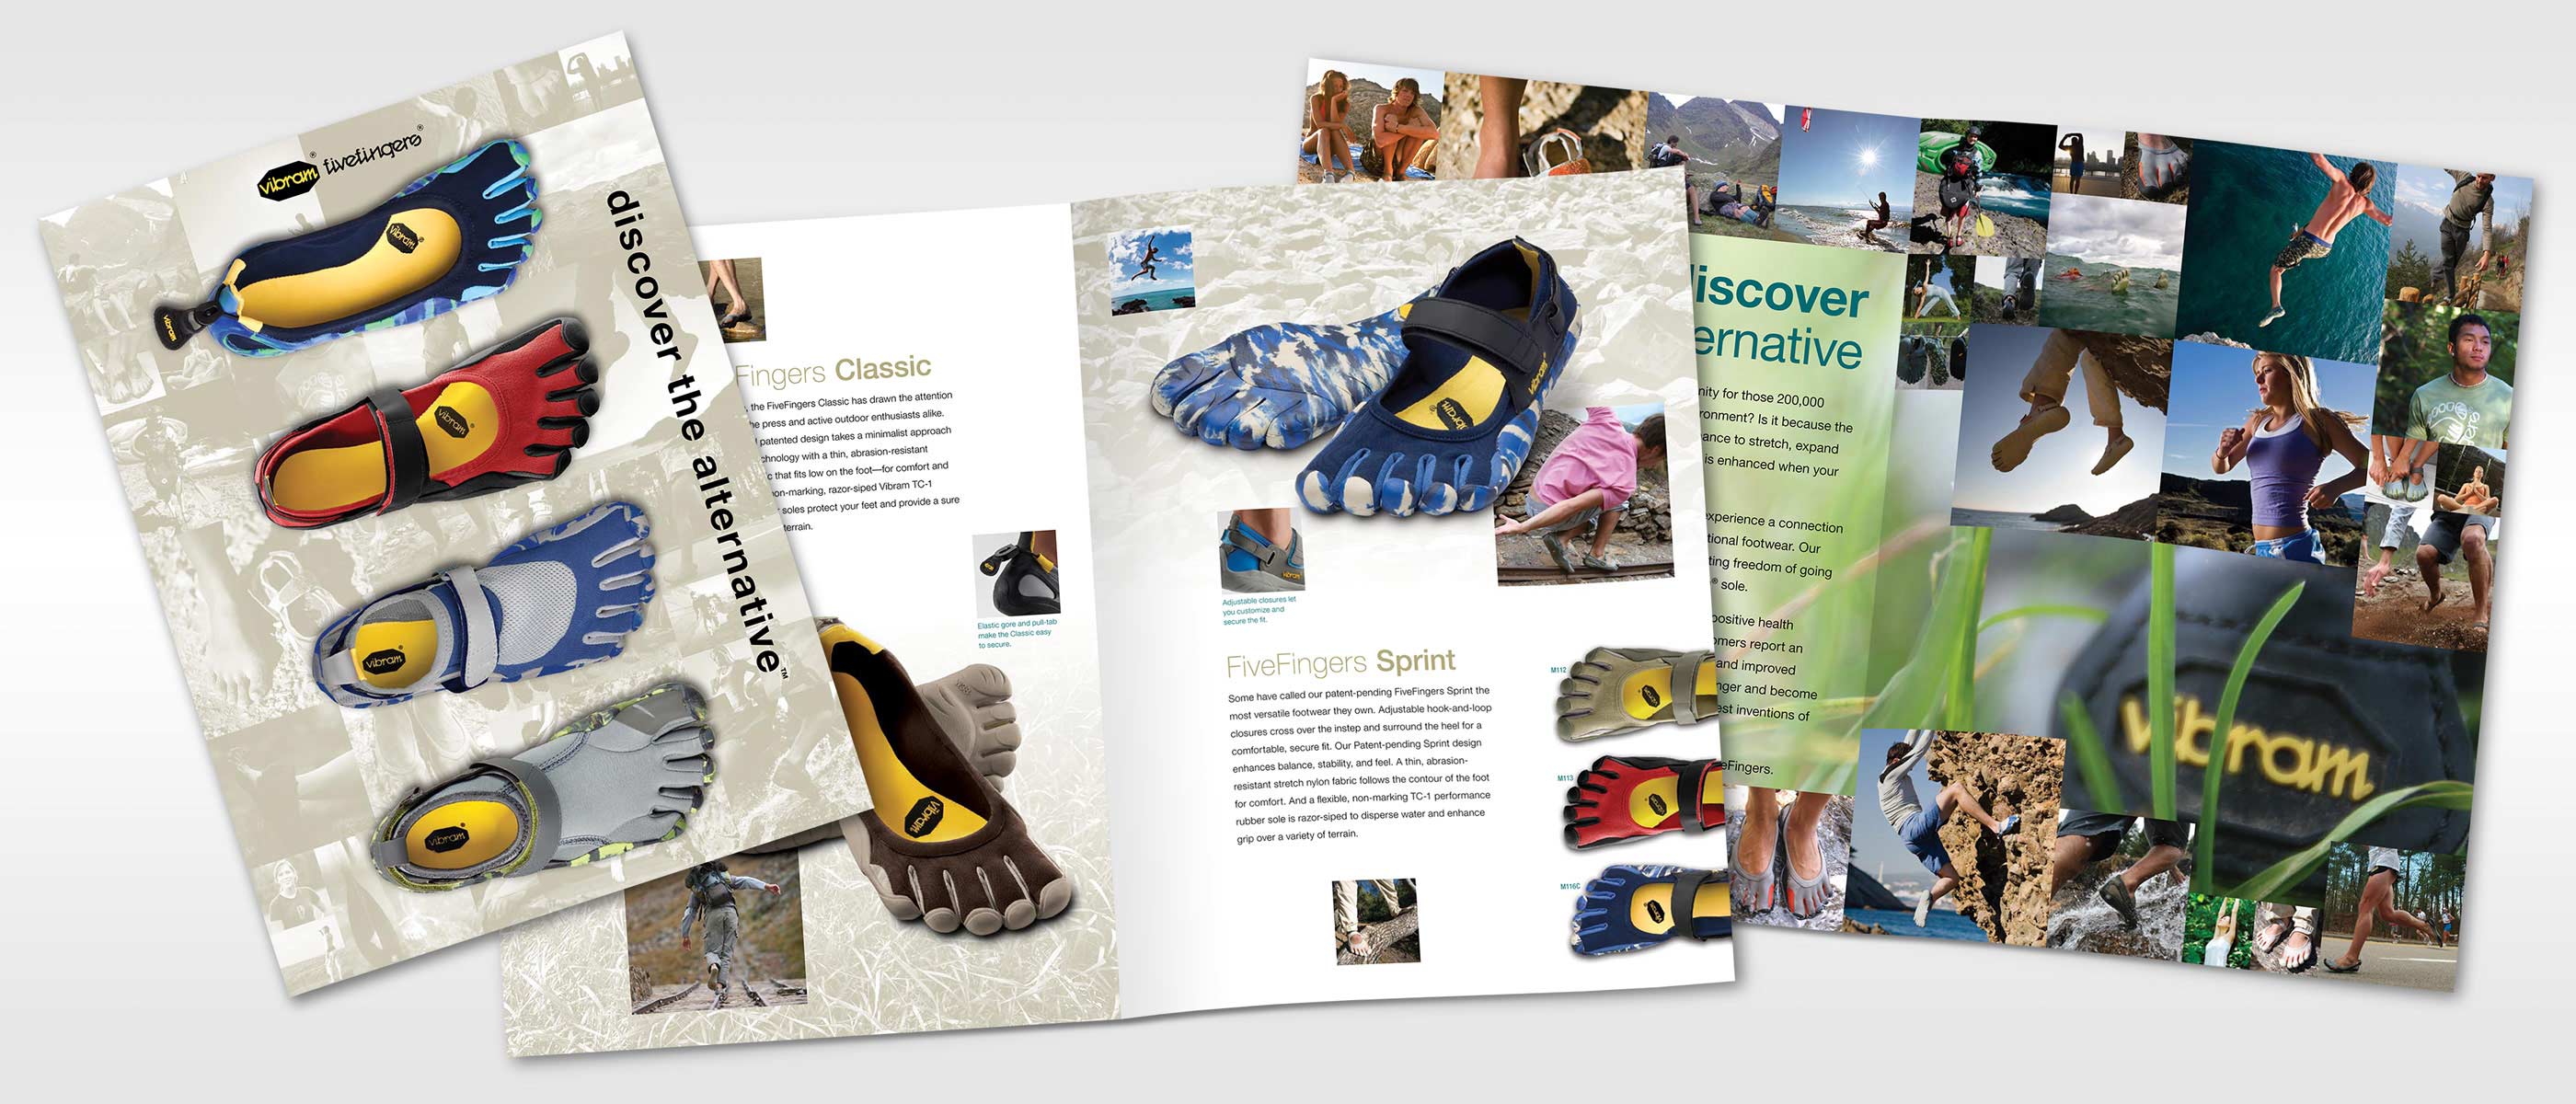 vibram® fivefingers®
discover the alternative™
vibram
vibram
vibram
vibram
vibram
Fingers Classic
, the FiveFingers Classic has drawn the attention
he press and active outdoor enthusiasts alike.
patented design takes a minimalist approach
chnology with a thin, abrasion-resistant
c that fits low on the foot—for comfort and
on-marking, razor-siped Vibram TC-1
soles protect your feet and provide a sure
terrain.
Elastic gore and pull-tab
make the Classic easy
to secure.
vibram
vibram
vibram
Adjustable closures let
you customize and
secure the fit.
FiveFingers Sprint
Some have called our patent-pending FiveFingers Sprint the
most versatile footwear they own. Adjustable hook-and-loop
closures cross over the instep and surround the heel for a
comfortable, secure fit. Our Patent-pending Sprint design
enhances balance, stability, and feel. A thin, abrasion-
resistant stretch nylon fabric follows the contour of the foot
for comfort. And a flexible, non-marking TC-1 performance
rubber sole is razor-siped to disperse water and enhance
grip over a variety of terrain.
M112
M113
M116C
iscover
ernative
nity for those 200,000
ronment? Is it because the
ance to stretch, expand
is enhanced when your
xperience a connection
tional footwear. Our
ting freedom of going
® sole.
positive health
omers report an
and improved
nger and become
est inventions of
eFingers.
vibram